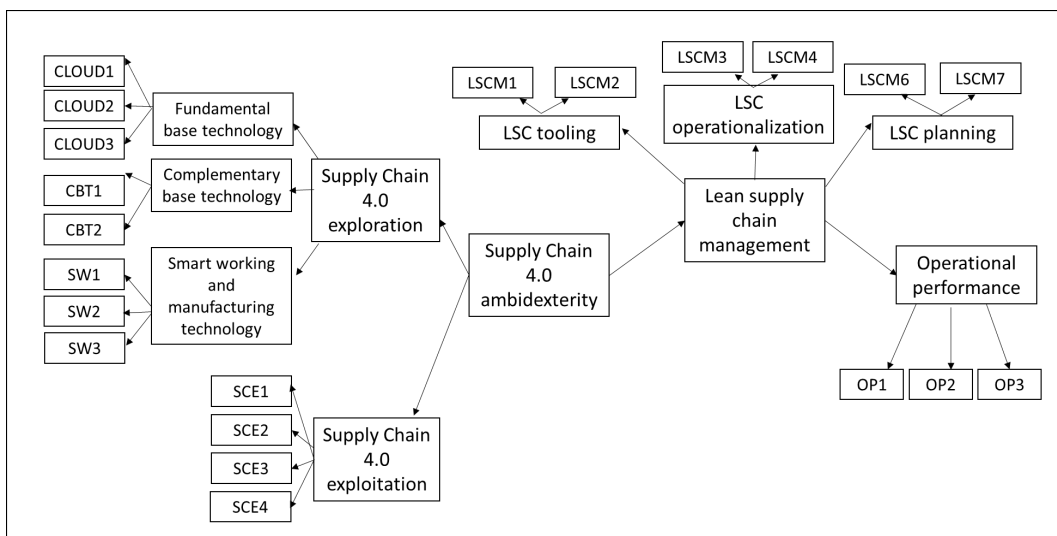 CLOUD1
CLOUD2
CLOUD3
Fundamental
base technology
CBT1
CBT2
Complementary
base technology
SW1
SW2
SW3
Smart working
and
manufacturing
technology
Supply Chain
4.0
exploration
SCE1
SCE2
SCE3
SCE4
Supply Chain
4.0
exploitation
Supply Chain
4.0
ambidexterity
LSCM1
LSCM2
LSC tooling
LSCM3
LSCM4
LSC
operationalization
LSCM6
LSCM7
LSC planning
Lean supply
chain
management
Operational
performance
OP1
OP2
OP3